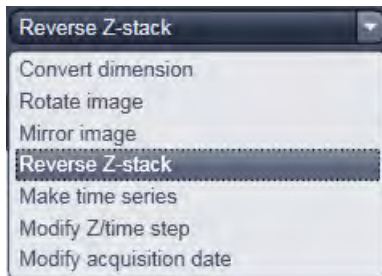 Reverse Z-stack
Convert dimension
Rotate image
Mirror image
Reverse Z-stack
Make time series
Modify Z/time step
Modify acquisition date